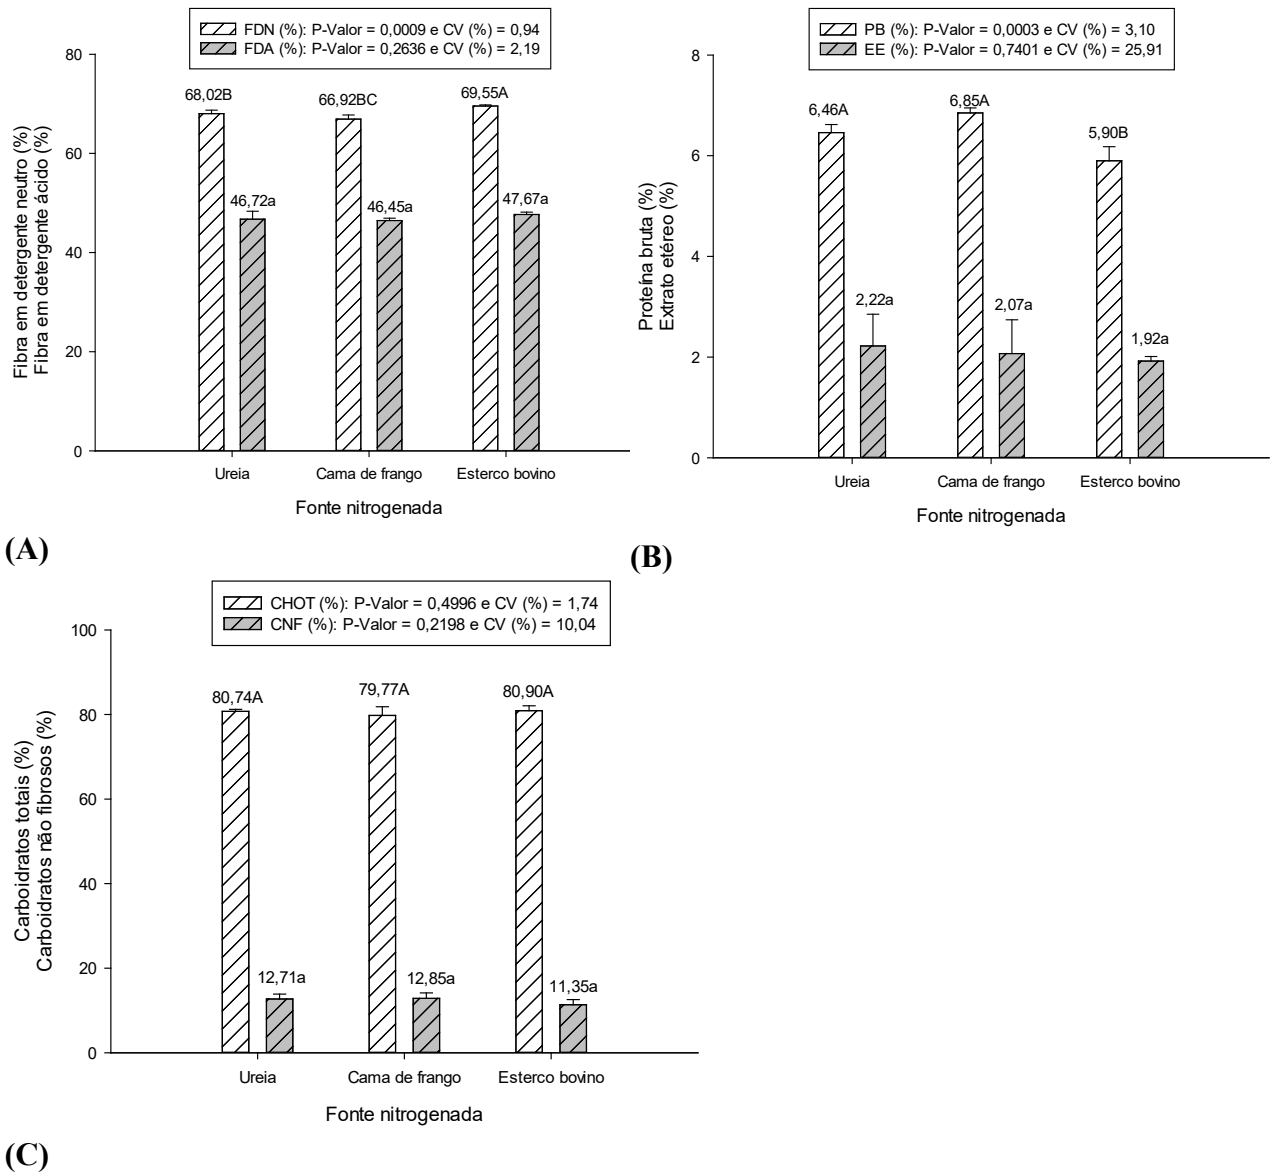 FDN (%): P-Valor = 0,0009 e CV (%) = 0,94
FDA (%): P-Valor = 0,2636 e CV (%) = 2,19
Fibra em detergente neutro (%)
Fibra em detergente ácido (%)
80
60
40
20
0
68,02B
46,72a
66,92BC
46,45a
69,55A
47,67a
Ureia
Cama de frango
Esterco bovino
Fonte nitrogenada
(A)
PB (%): P-Valor = 0,0003 e CV (%) = 3,10
EE (%): P-Valor = 0,7401 e CV (%) = 25,91
Proteína bruta (%)
Extrato etéreo (%)
8
6
4
2
0
6,46A
2,22a
6,85A
2,07a
5,90B
1,92a
Ureia
Cama de frango
Esterco bovino
Fonte nitrogenada
(B)
CHOT (%): P-Valor = 0,4996 e CV (%) = 1,74
CNF (%): P-Valor = 0,2198 e CV (%) = 10,04
Carboidratos totais (%)
Carboidratos não fibrosos (%)
100
80
60
40
20
0
80,74A
12,71a
79,77A
12,85a
80,90A
11,35a
Ureia
Cama de frango
Esterco bovino
Fonte nitrogenada
(C)